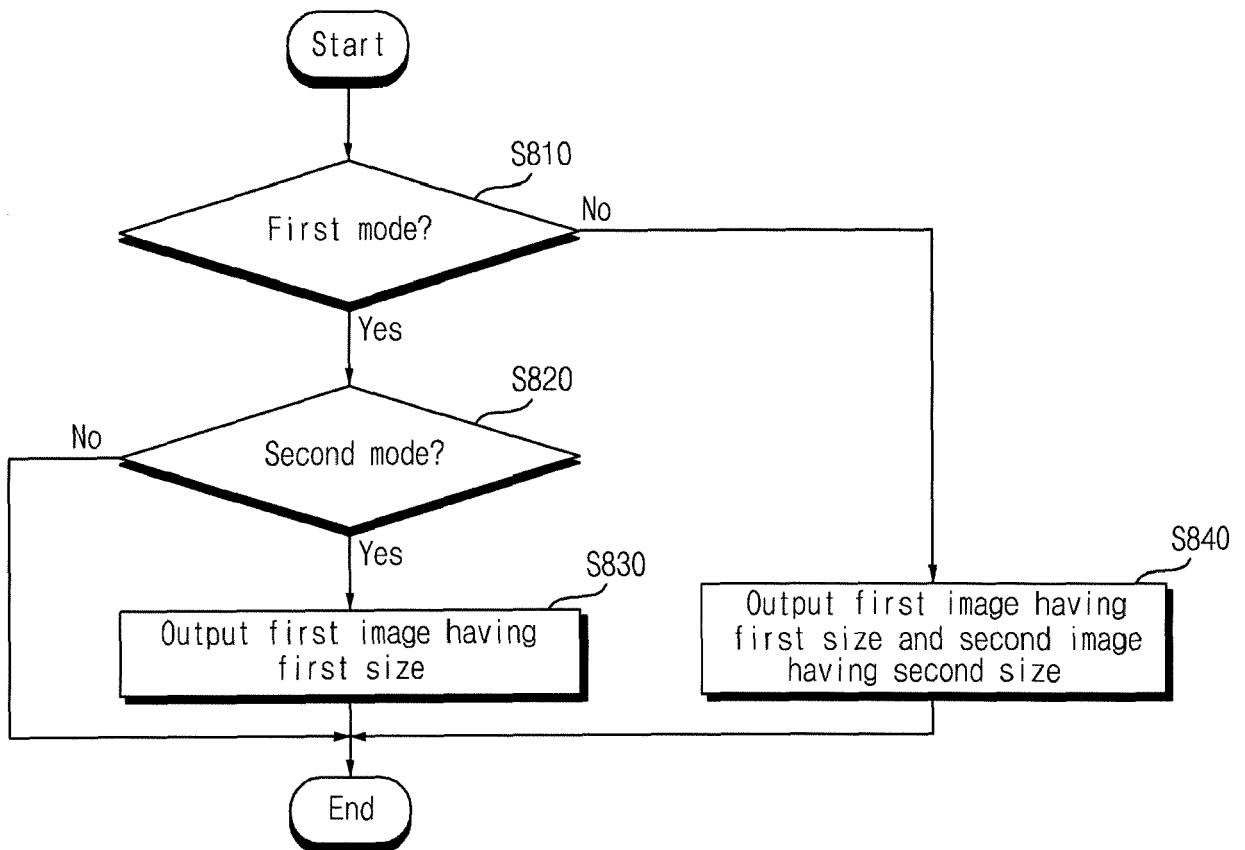 Start
S810
First mode?
No
Yes
S820
No
Second mode?
Yes
S830
S840
Output first image having
first size
Output first image having
first size and second image
having second size
End